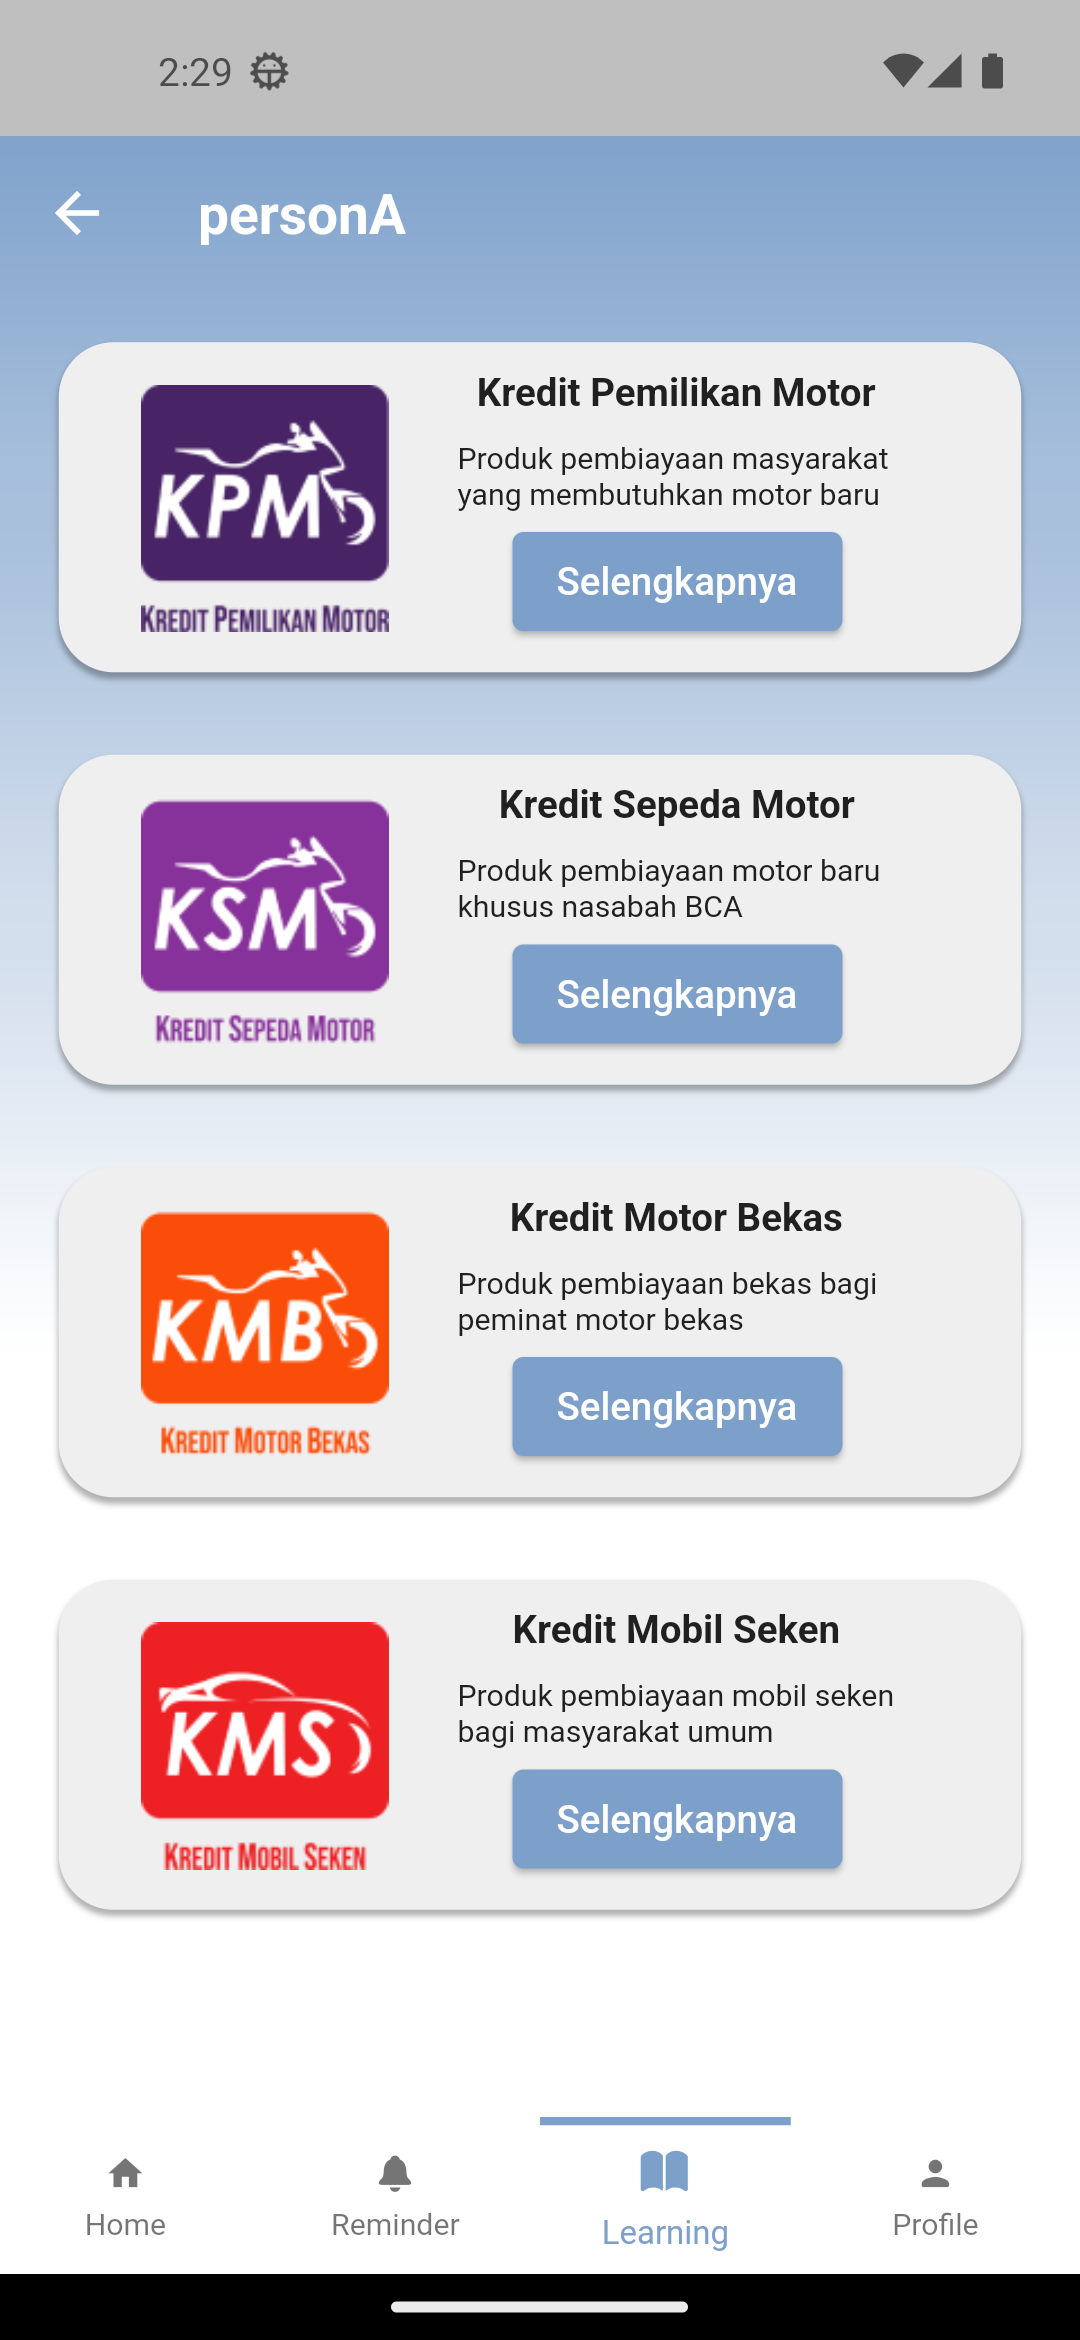 2:29
personA
KPM
KREDIT PEMILIKAN MOTOR
Kredit Pemilikan Motor
Produk pembiayaan masyarakat
yang membutuhkan motor baru
Selengkapnya
KSM
KREDIT SEPEDA MOTOR
Kredit Sepeda Motor
Produk pembiayaan motor baru
khusus nasabah BCA
Selengkapnya
KMB
KREDIT MOTOR BEKAS
Kredit Motor Bekas
Produk pembiayaan bekas bagi
peminat motor bekas
Selengkapnya
KMS
KREDIT MOBIL SEKEN
Kredit Mobil Seken
Produk pembiayaan mobil seken
bagi masyarakat umum
Selengkapnya
Home
Reminder
Learning
Profile